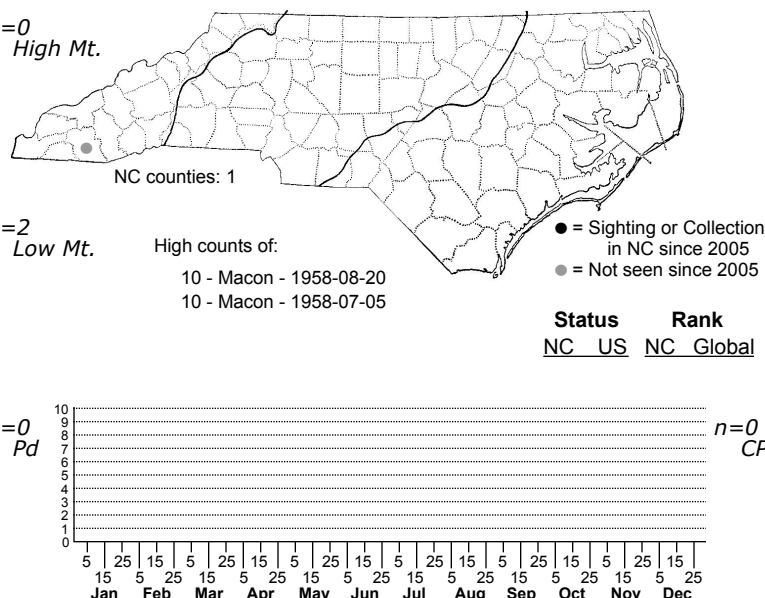 =0
High Mt.
NC counties: 1
=2
Low Mt.
High counts of:
10 - Macon - 1958-08-20
10 - Macon - 1958-07-05
= Sighting or Collection
in NC since 2005
= Not seen since 2005
Status Rank
NC US NC Global
=0
Pd
n=0
CP
10
9
8
7
6
5
4
3
2
1
0
5 25 15 5 25 15 5 25 15 5 25 15 5 25 15 5 25 15
15 5 25 15 5 25 15 5 25 15 5 25 15 5 25 15 5 25
Jan Feb Mar Apr May Jun Jul Aug Sep Oct Nov Dec